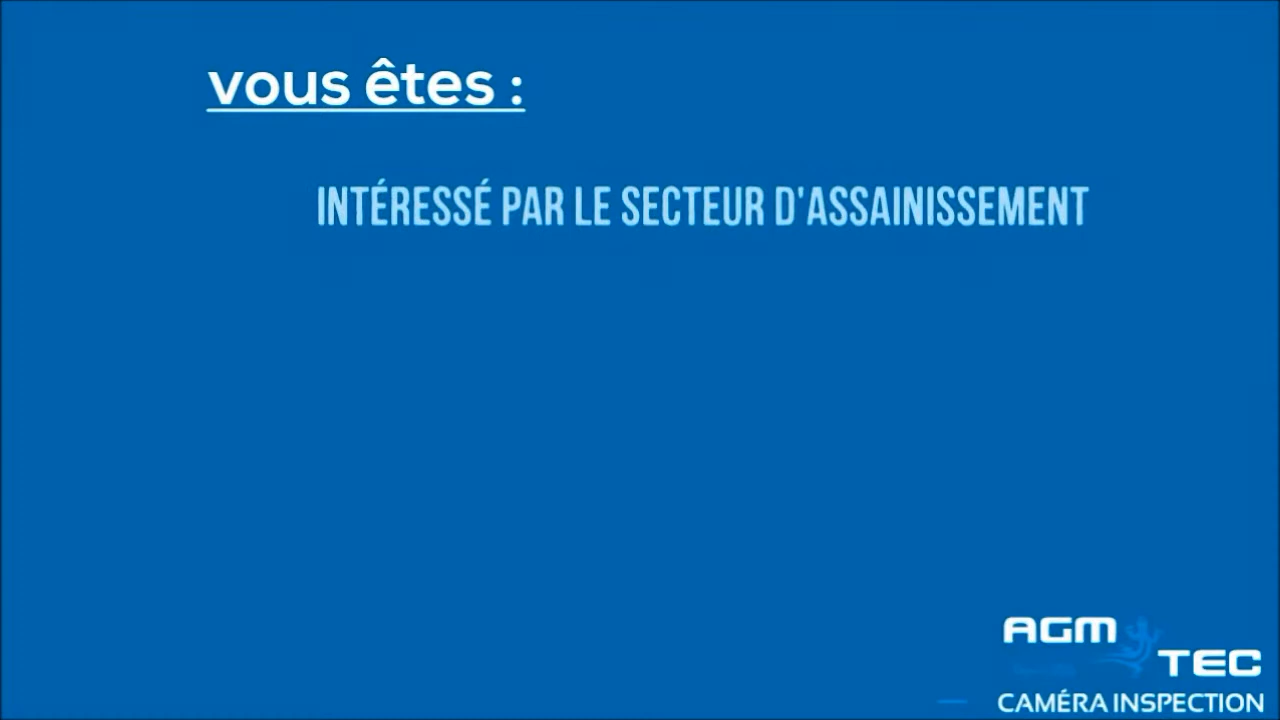 vous êtes :
INTÉRESSÉ PAR LE SECTEUR D'ASSAINISSEMENT
AGM
TEC
CAMÉRA INSPECTION